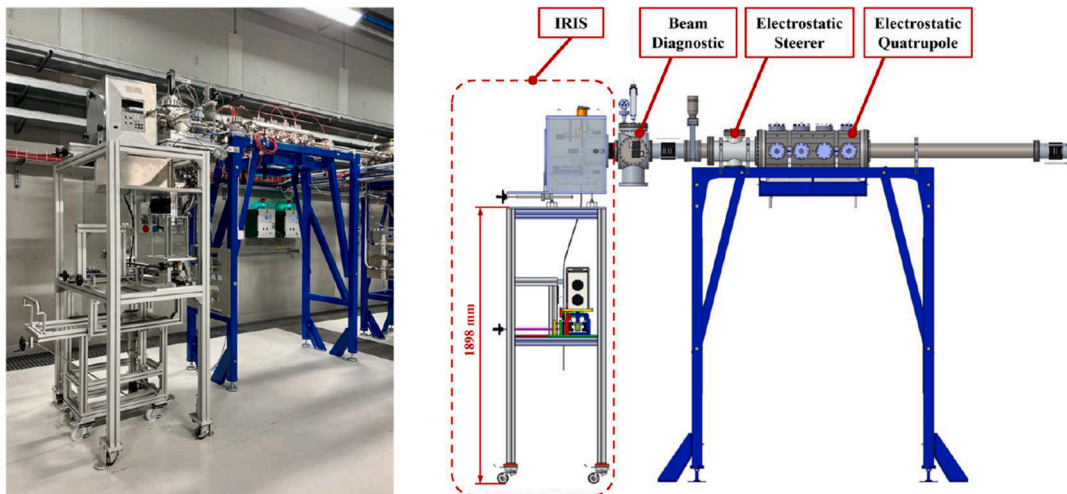 IRIS
Beam
Diagnostic
Electrostatic
Steerer
Electrostatic
Quatrupole
1898 mm